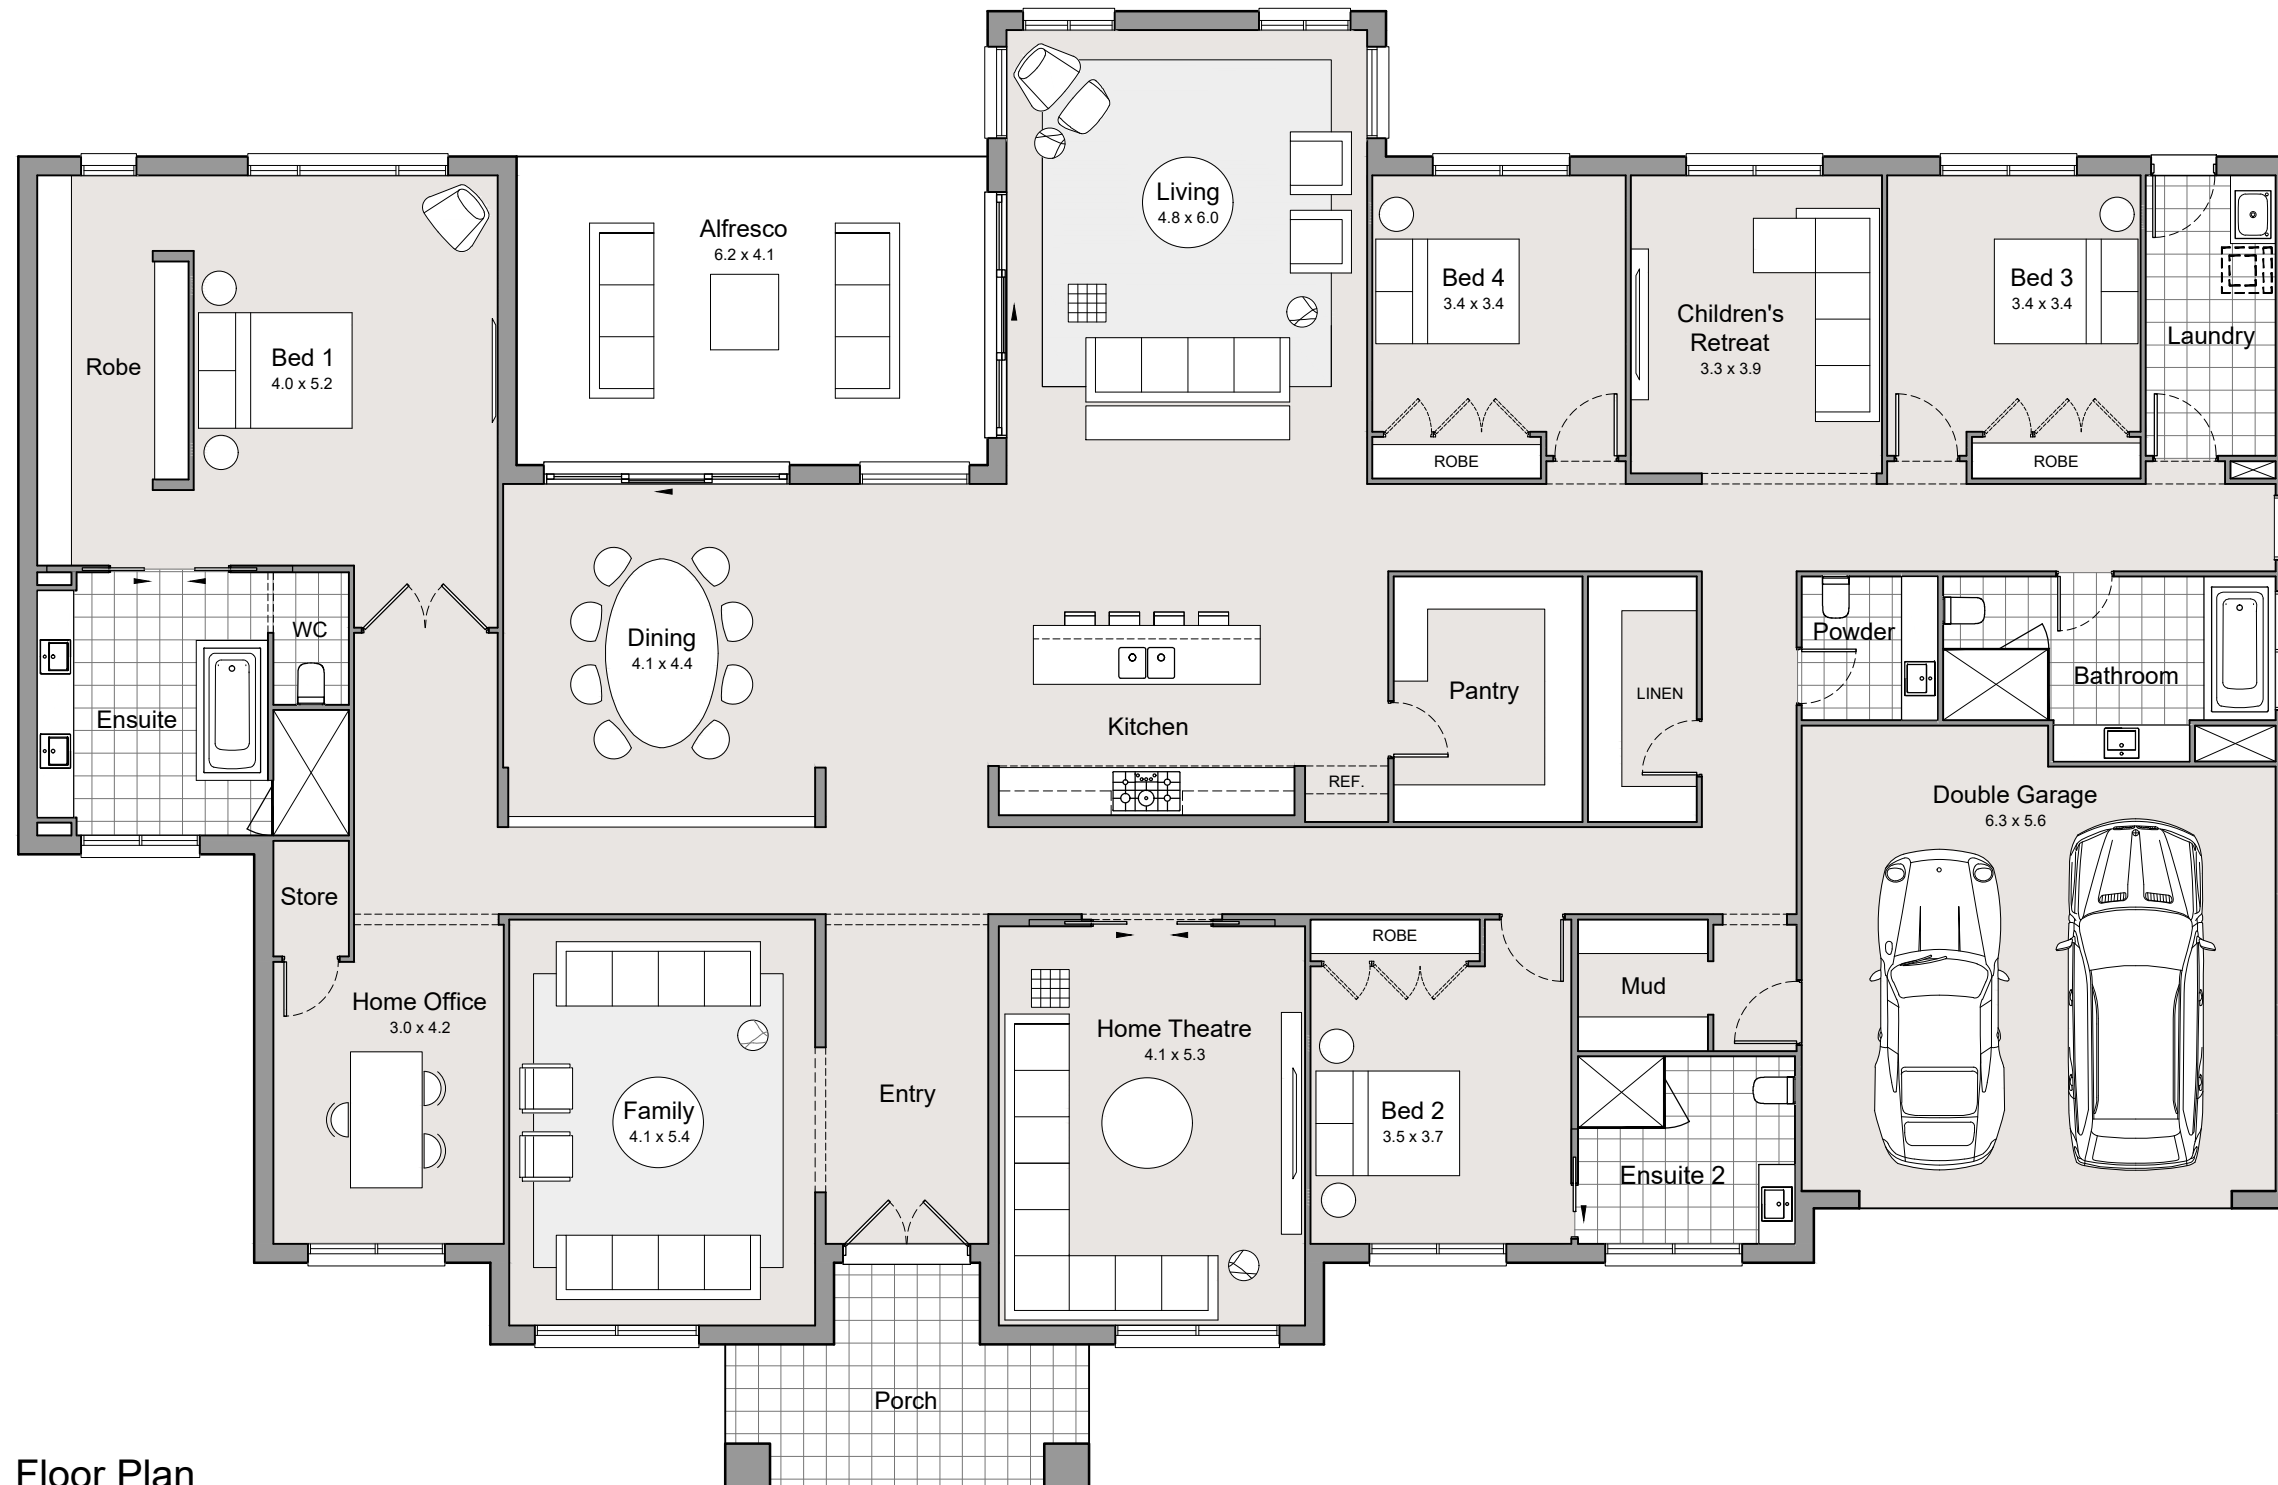 Living
4.8 x 6.0
Alfresco
6.2 x 4.1
Bed 4
3.4 x 3.4
Children's
Retreat
3.3 x 3.9
Bed 3
3.4 x 3.4
Laundry
Robe
Bed 1
4.0 x 5.2
ROBE
ROBE
WC
Ensuite
Dining
4.1 x 4.4
Kitchen
REF.
Pantry
LINEN
Powder
Bathroom
Double Garage
6.3 x 5.6
Store
Home Office
3.0 x 4.2
Family
4.1 x 5.4
Entry
Home Theatre
4.1 x 5.3
ROBE
Bed 2
3.5 x 3.7
Mud
Ensuite 2
Porch
Floor Plan